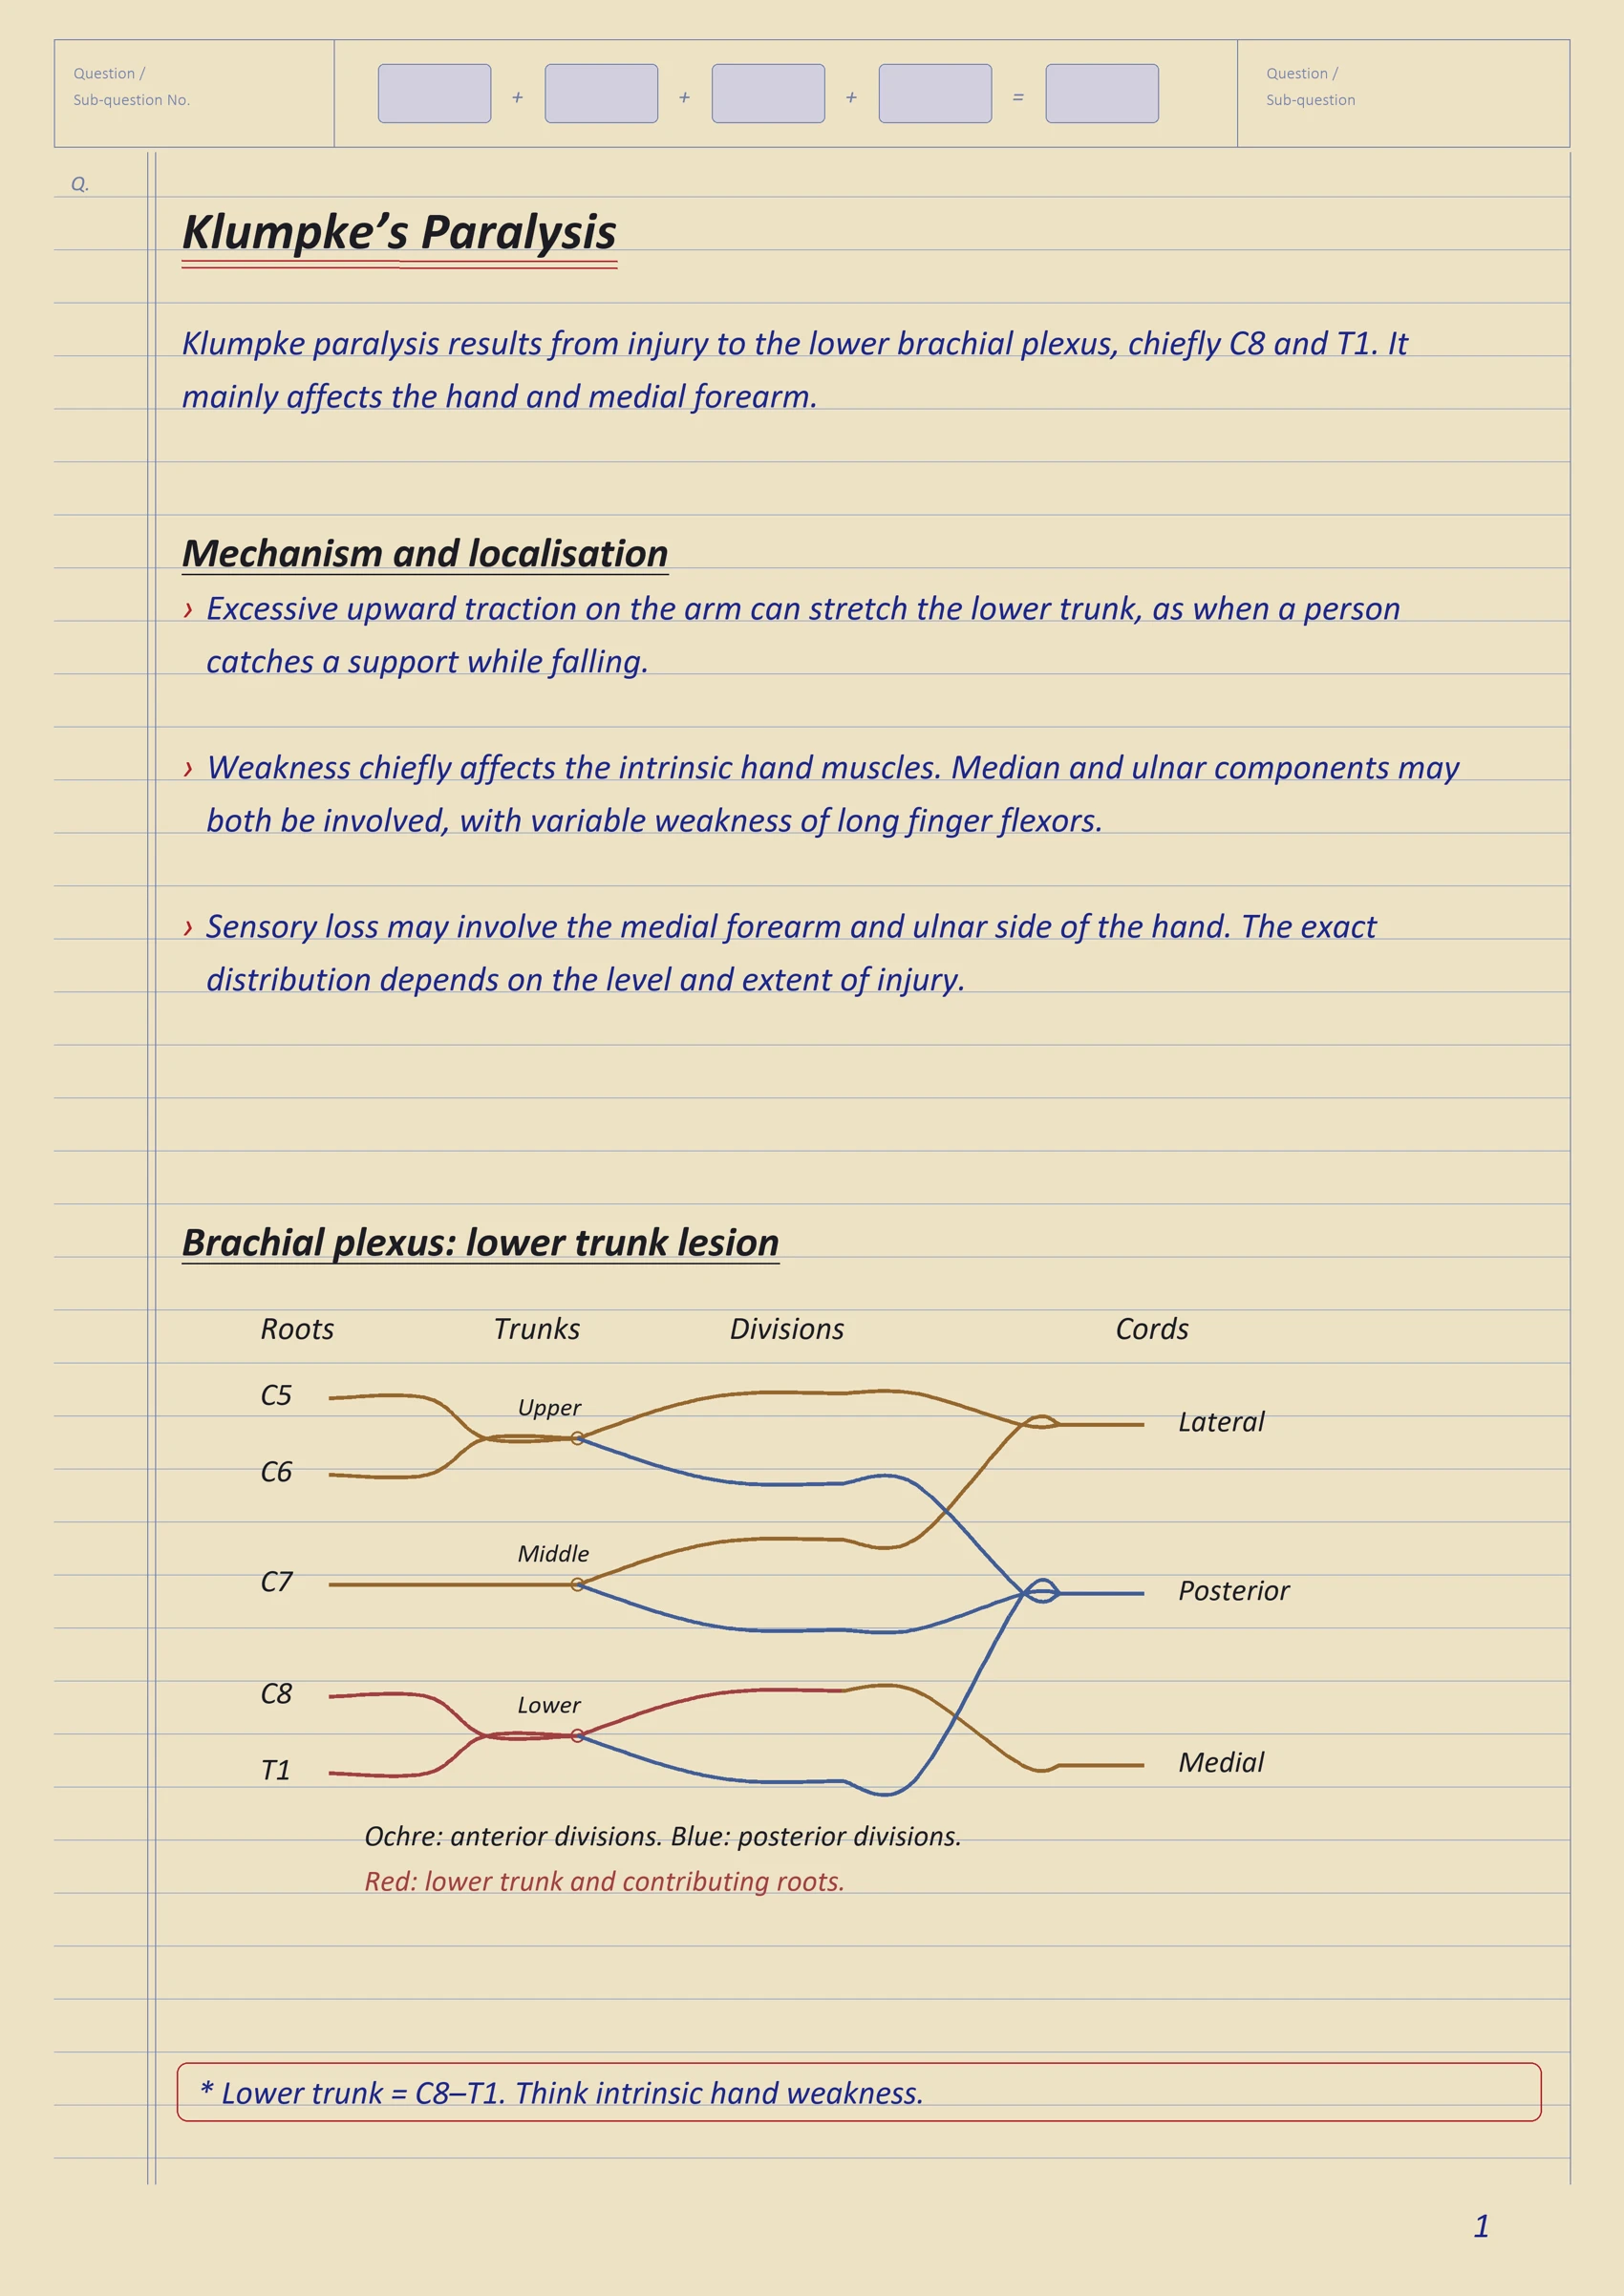 Question /
Sub-question No.
+ + + =
Question /
Sub-question
Q.
Klumpke’s Paralysis
Klumpke paralysis results from injury to the lower brachial plexus, chiefly C8 and T1. It
mainly affects the hand and medial forearm.
Mechanism and localisation
› Excessive upward traction on the arm can stretch the lower trunk, as when a person
catches a support while falling.
› Weakness chiefly affects the intrinsic hand muscles. Median and ulnar components may
both be involved, with variable weakness of long finger flexors.
› Sensory loss may involve the medial forearm and ulnar side of the hand. The exact
distribution depends on the level and extent of injury.
Brachial plexus: lower trunk lesion
Roots Trunks Divisions Cords
C5
Upper
Lateral
C6
Middle
C7
Posterior
C8
Lower
T1
Medial
Ochre: anterior divisions. Blue: posterior divisions.
Red: lower trunk and contributing roots.
* Lower trunk = C8–T1. Think intrinsic hand weakness.
1